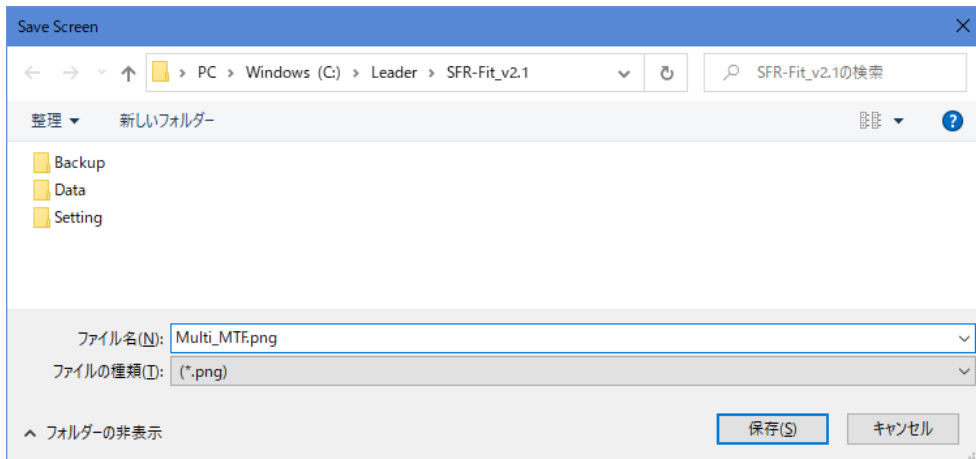 Save Screen
PC › Windows (C:) › Leader › SFR-Fit_v2.1
SFR-Fit_v2.1の検索
整理 新しいフォルダー
Backup
Data
Setting
ファイル名(N): Multi_MTF.png
ファイルの種類(T): (*.png)
フォルダーの非表示
保存(S) キャンセル